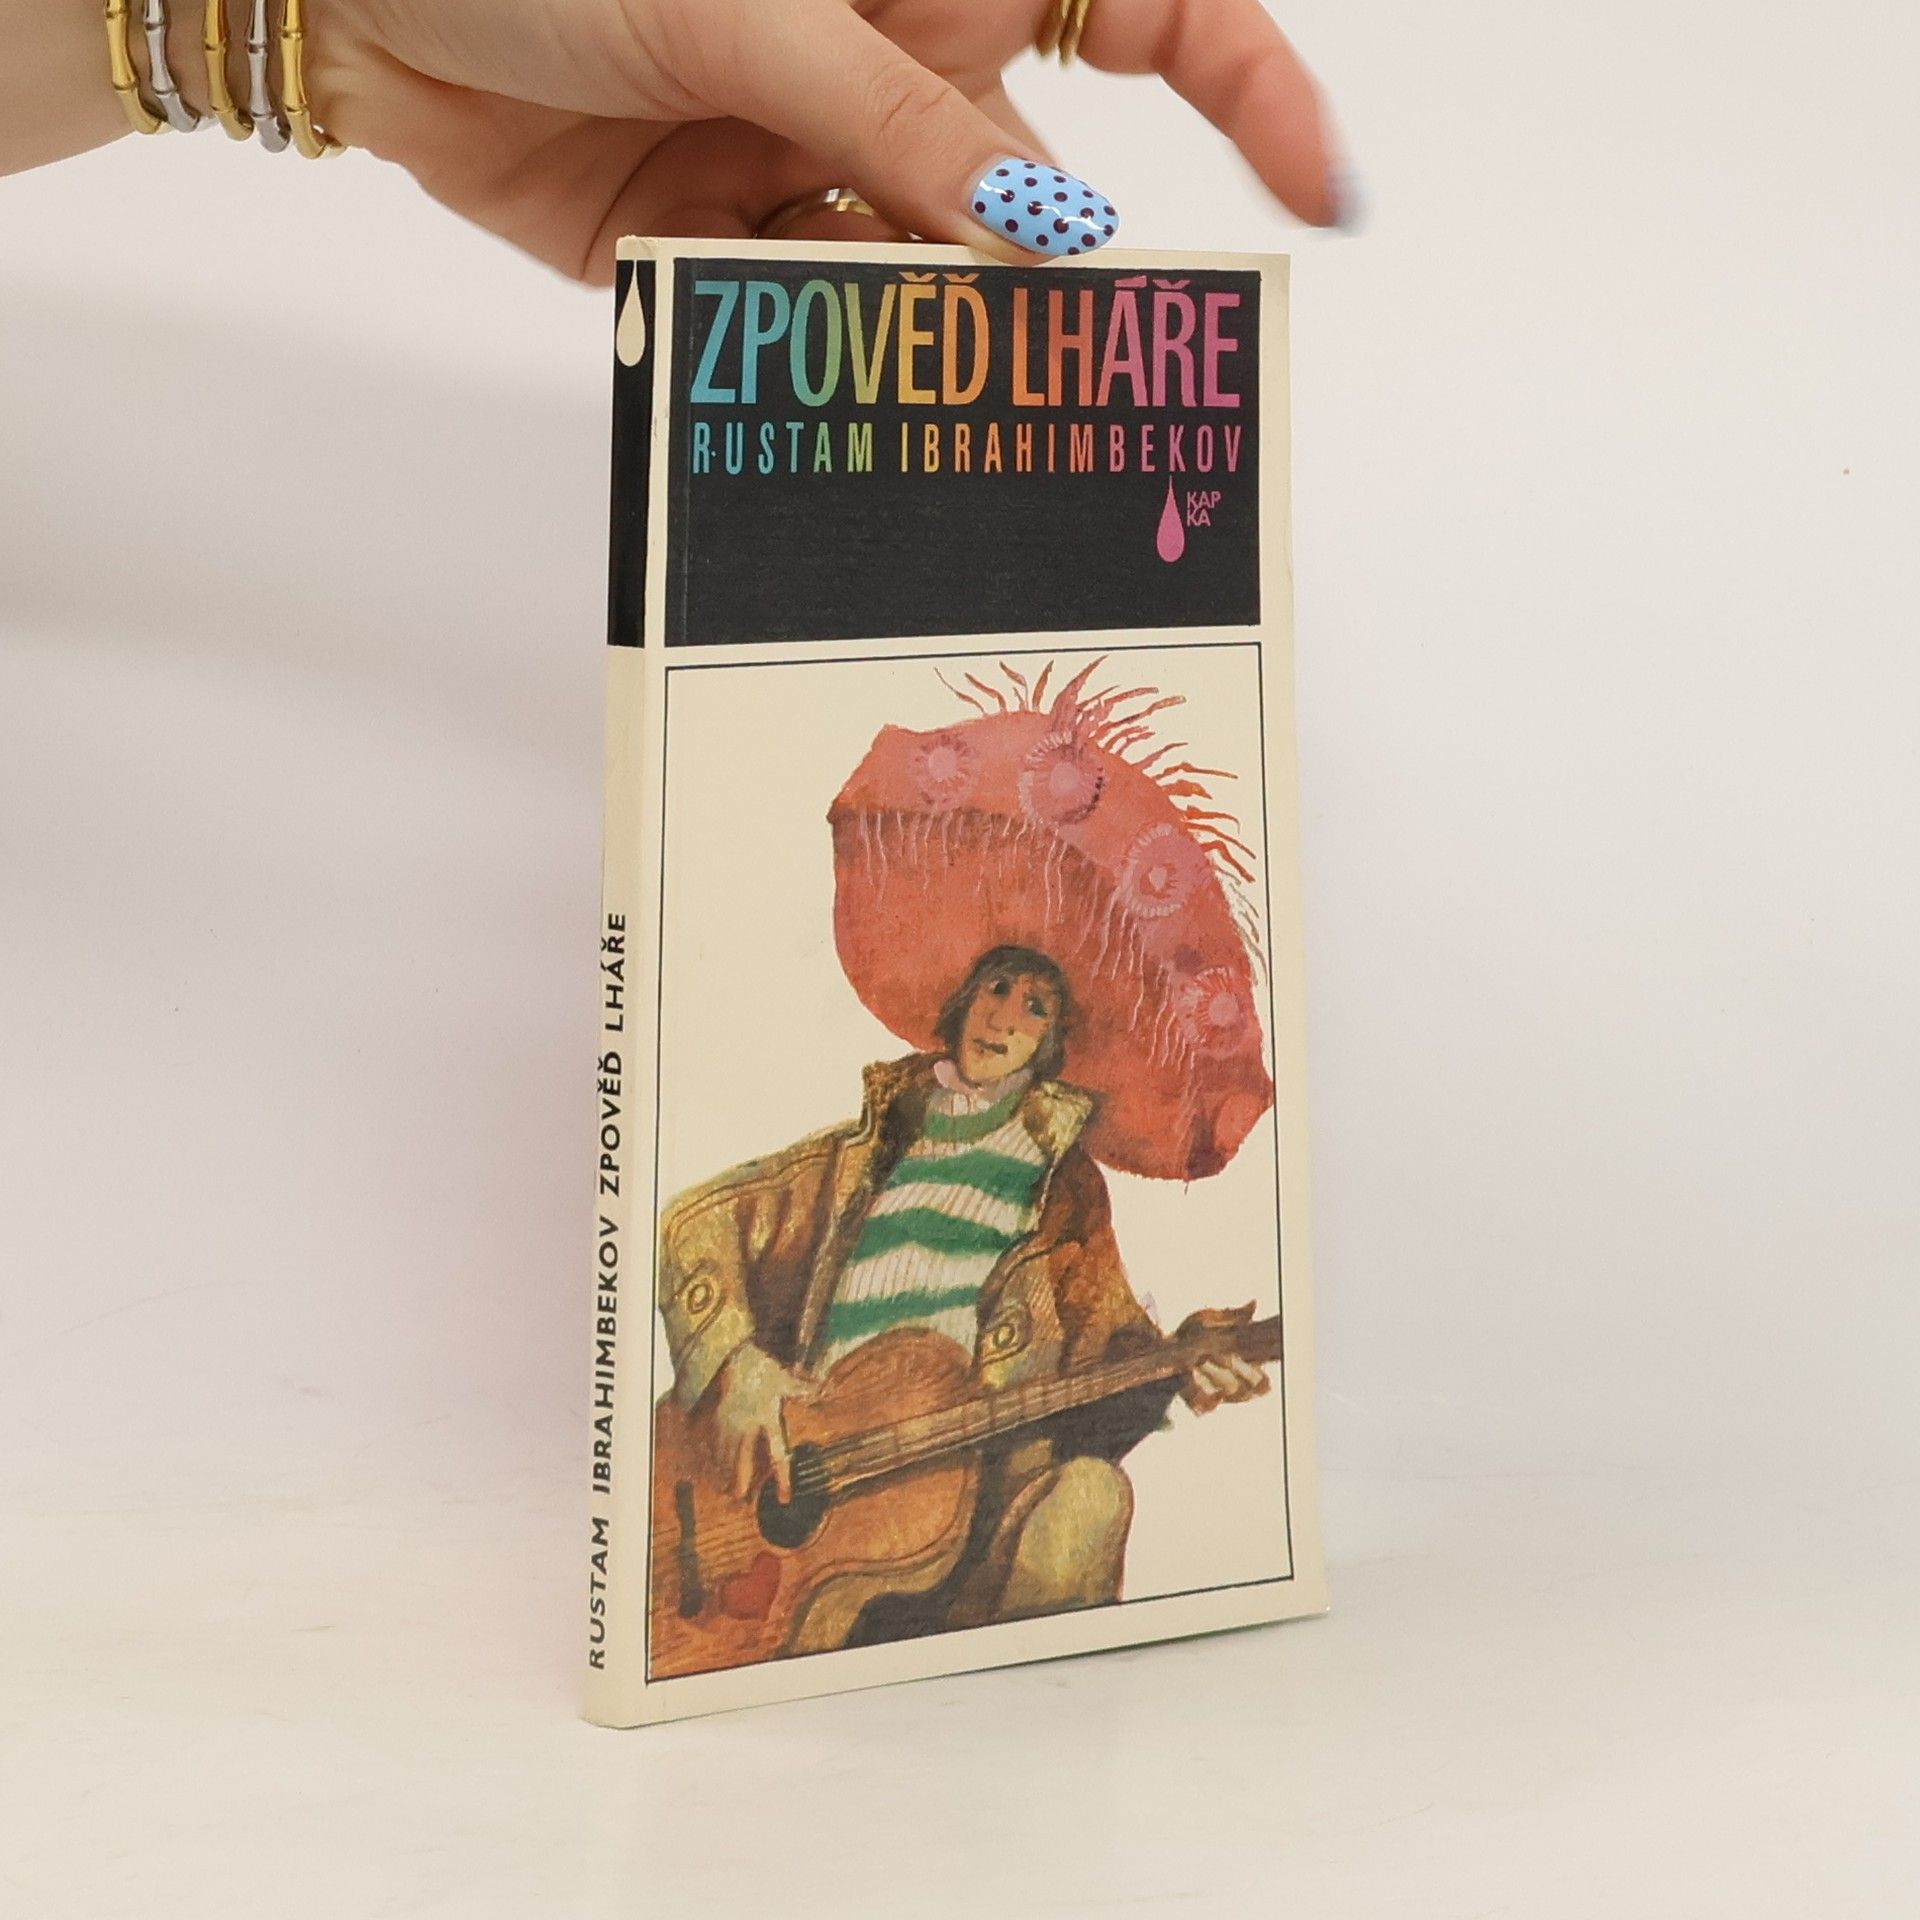 ZPOVĚĎ LHÁŘE
RUSTAM IBRAHIMBEKOV
KAP
KA
RUSTAM IBRAHIMBEKOV ZPOVĚĎ LHÁŘE